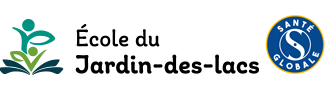 École du
Jardin-des-lacs
SANTÉ
S
GLOBALE